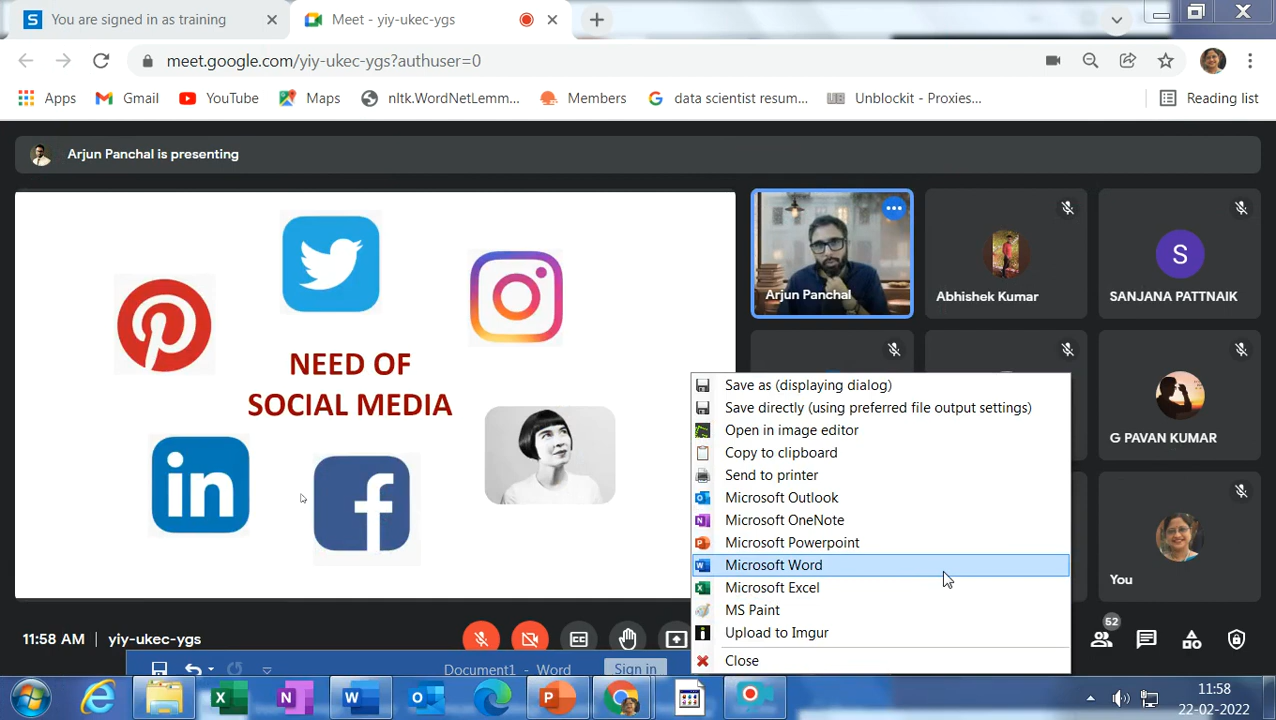 You are signed in as training
Meet - yiy-ukec-ygs
meet.google.com/yiy-ukec-ygs?authuser=0
Apps
Gmail
YouTube
Maps
nltk.WordNetLemm...
Members
data scientist resum...
Unblockit - Proxies...
Reading list
Arjun Panchal is presenting
NEED OF
SOCIAL MEDIA
in
f
Arjun Panchal
Abhishek Kumar
S
SANJANA PATTNAIK
G PAVAN KUMAR
You
Save as (displaying dialog)
Save directly (using preferred file output settings)
Open in image editor
Copy to clipboard
Send to printer
Microsoft Outlook
Microsoft OneNote
Microsoft Powerpoint
Microsoft Word
Microsoft Excel
MS Paint
Upload to Imgur
Close
11:58 AM | yiy-ukec-ygs
52
Document1 - Word
Sign in
11:58
22-02-2022